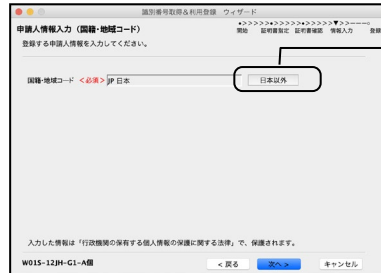 識別番号取得&利用登録 ウィザード
申請人情報入力（国籍・地域コード）
●>>>>>●>>>>>●>>>>>▼>>----○
開始 証明書指定 証明書確認 情報入力 登録
登録する申請人情報を入力してください。
国籍・地域コード <必須> JP 日本 日本以外
入力した情報は「行政機関の保有する個人情報の保護に関する法律」で、保護されます。
W01S-12JH-G1-A個 < 戻る 次へ > キャンセル